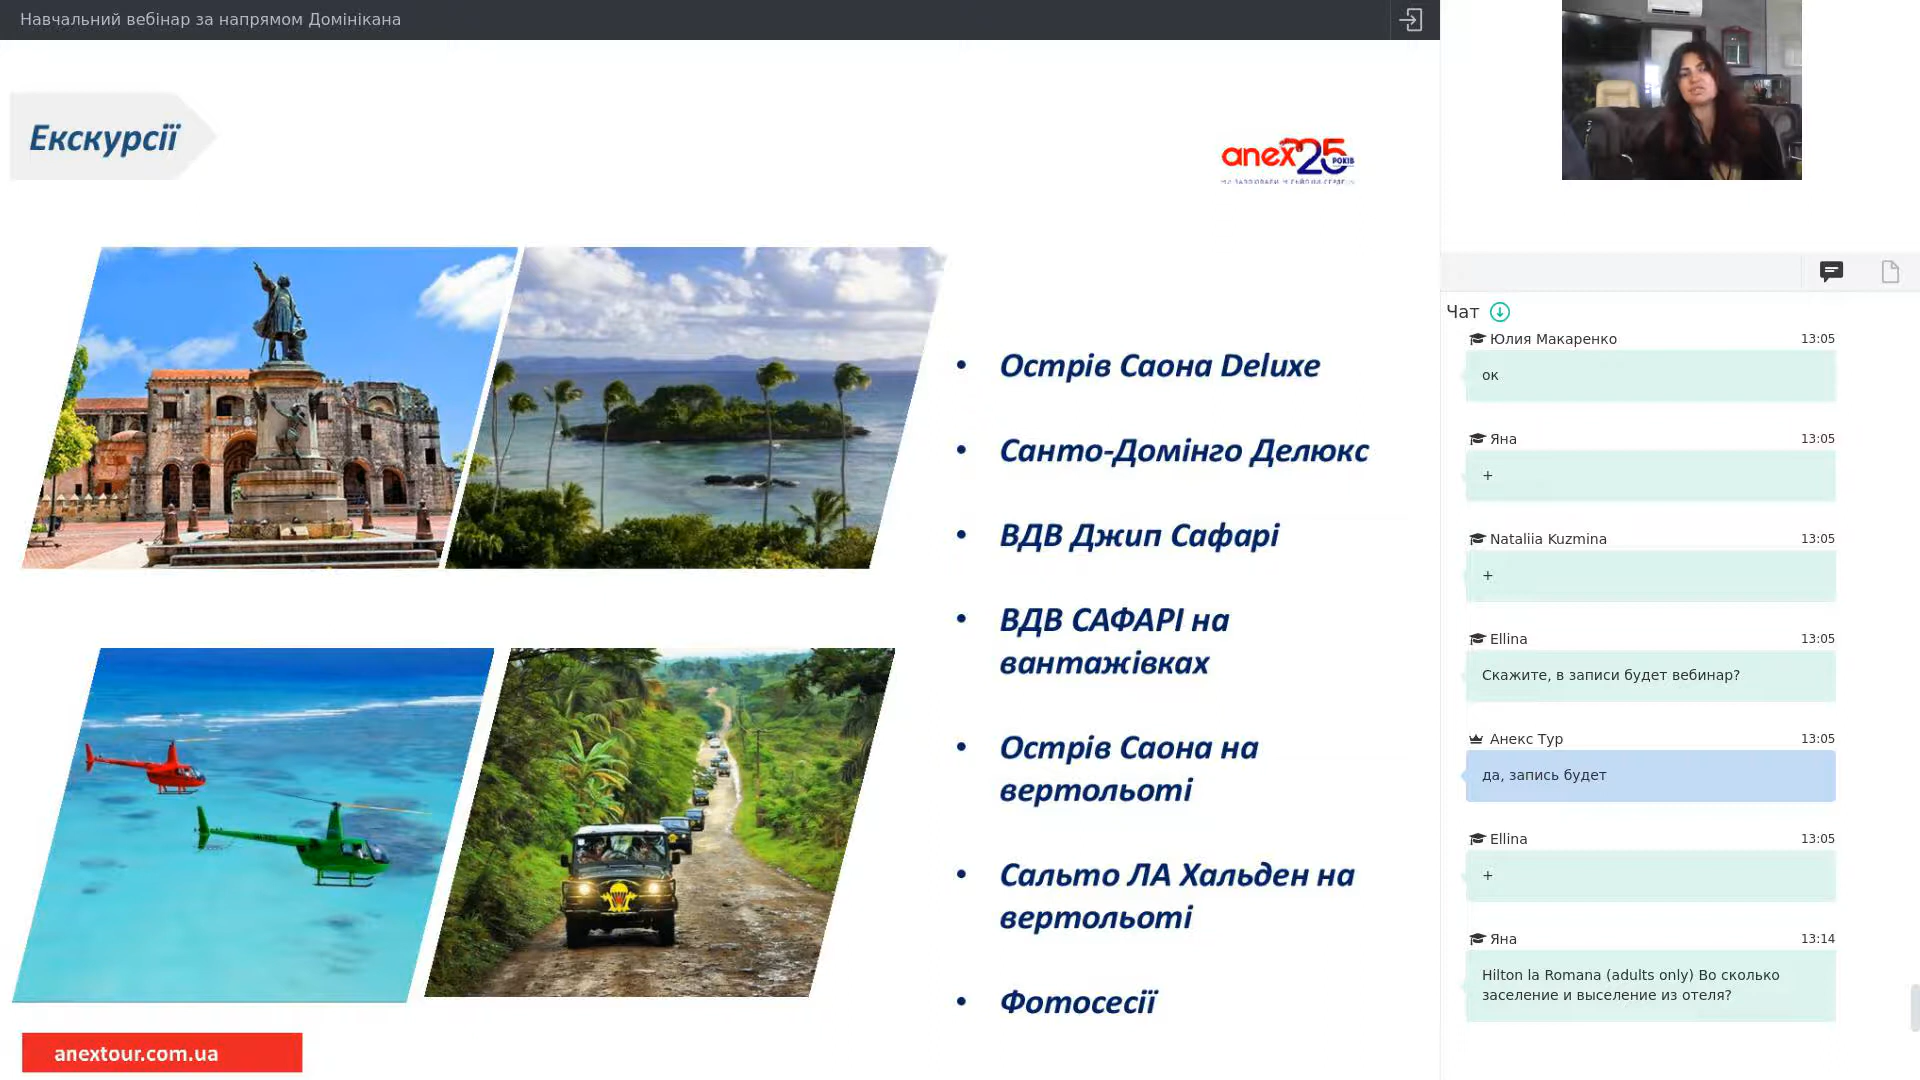 Навчальний вебінар за напрямом Домінікана
Екскурсії
anex 25
РОКІВ
• Острів Саона Deluxe
• Санто-Домінго Делюкс
• ВДВ Джип Сафарі
• ВДВ САФАРІ на
вантажівках
• Острів Саона на
вертольоті
• Сальто ЛА Хальден на
вертольоті
• Фотосесії
anextour.com.ua
Чат
Юлия Макаренко 13:05
ок
Яна 13:05
+
Nataliia Kuzmina 13:05
+
Ellina 13:05
Скажите, в записи будет вебинар?
Анекс Тур 13:05
да, запись будет
Ellina 13:05
+
Яна 13:14
Hilton la Romana (adults only) Во сколько
заселение и выселение из отеля?